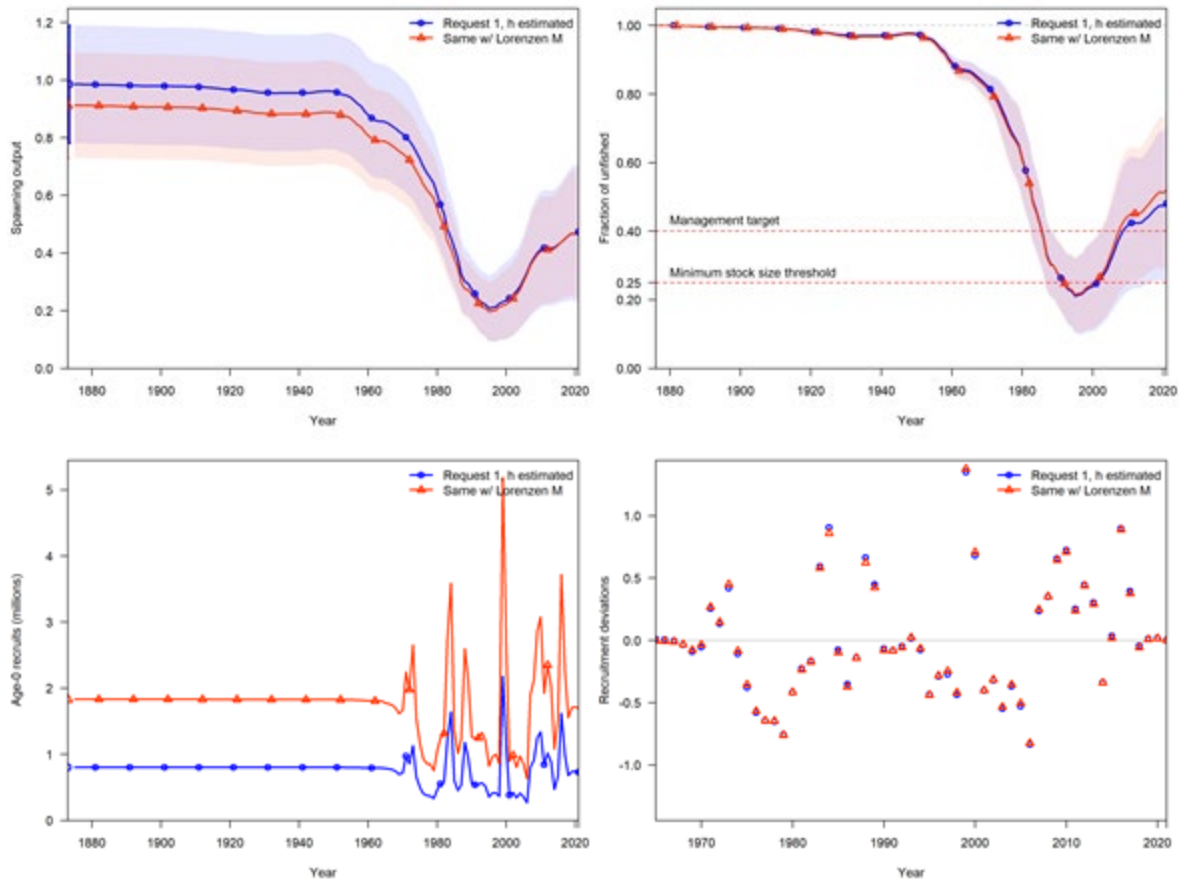 Request 1, h estimated
Same w/ Lorenzen M
Spawning output
1.2
1.0
0.8
0.6
0.4
0.2
0.0
1880 1900 1920 1940 1960 1980 2000 2020
Year
Request 1, h estimated
Same w/ Lorenzen M
Fraction of unfished
1.00
0.80
0.60
0.40
0.25
0.20
0.00
Management target
Minimum stock size threshold
1880 1900 1920 1940 1960 1980 2000 2020
Year
Request 1, h estimated
Same w/ Lorenzen M
Age-0 recruits (millions)
5
4
3
2
1
0
1880 1900 1920 1940 1960 1980 2000 2020
Year
Request 1, h estimated
Same w/ Lorenzen M
Recruitment deviations
1.0
0.5
0.0
-0.5
-1.0
1970 1980 1990 2000 2010 2020
Year